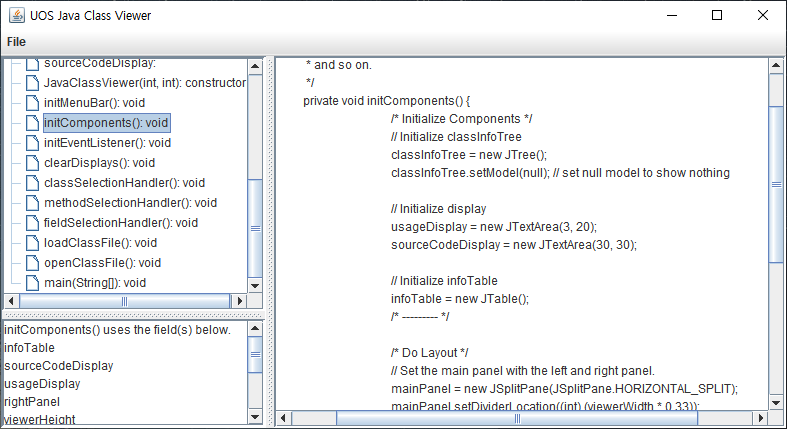 UOS Java Class Viewer
File
sourceCodeDisplay:
JavaClassViewer(int, int): constructor
initMenuBar(): void
initComponents(): void
initEventListener(): void
clearDisplays(): void
classSelectionHandler(): void
methodSelectionHandler(): void
fieldSelectionHandler(): void
loadClassFile(): void
openClassFile(): void
main(String[]): void
initComponents() uses the field(s) below.
infoTable
sourceCodeDisplay
usageDisplay
rightPanel
viewerHeight
* and so on.
*/
private void initComponents() {
/* Initialize Components */
// Initialize classInfoTree
classInfoTree = new JTree();
classInfoTree.setModel(null); // set null model to show nothing
// Initialize display
usageDisplay = new JTextArea(3, 20);
sourceCodeDisplay = new JTextArea(30, 30);
// Initialize infoTable
infoTable = new JTable();
/* --------- */
/* Do Layout */
// Set the main panel with the left and right panel.
mainPanel = new JSplitPane(JSplitPane.HORIZONTAL_SPLIT);
mainPanel.setDividerLocation((int) (viewerWidth * 0.33));